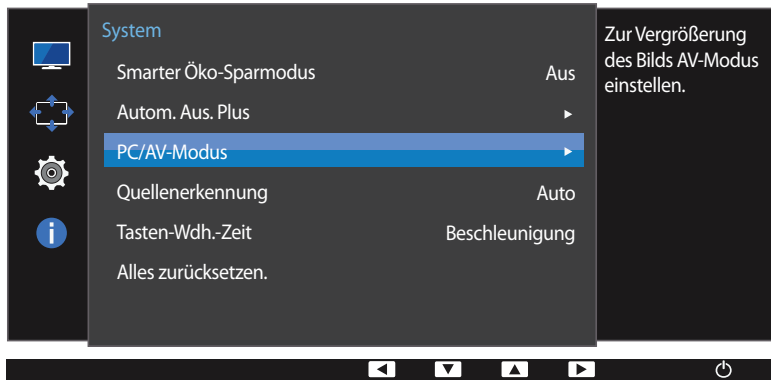 System
Smarter Öko-Sparmodus Aus
Autom. Aus. Plus
PC/AV-Modus
Quellenerkennung Auto
Tasten-Wdh.-Zeit Beschleunigung
Alles zurücksetzen.
Zur Vergrößerung
des Bilds AV-Modus
einstellen.